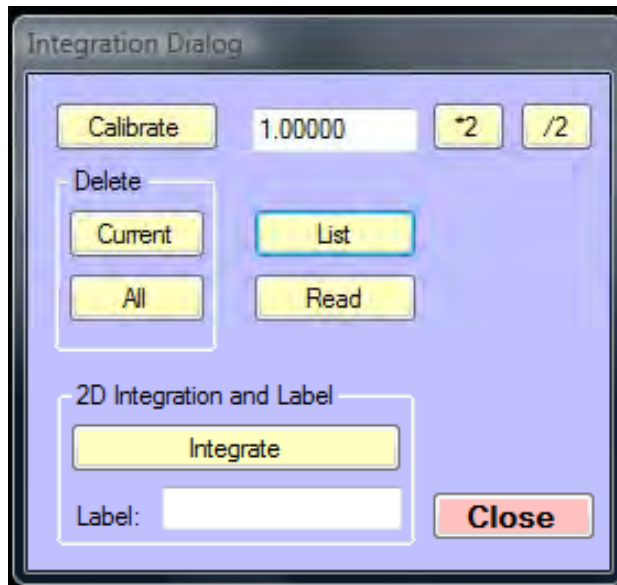 Integration Dialog
Calibrate 1.00000 *2 /2
Delete
Current List
All Read
2D Integration and Label
Integrate
Label: Close